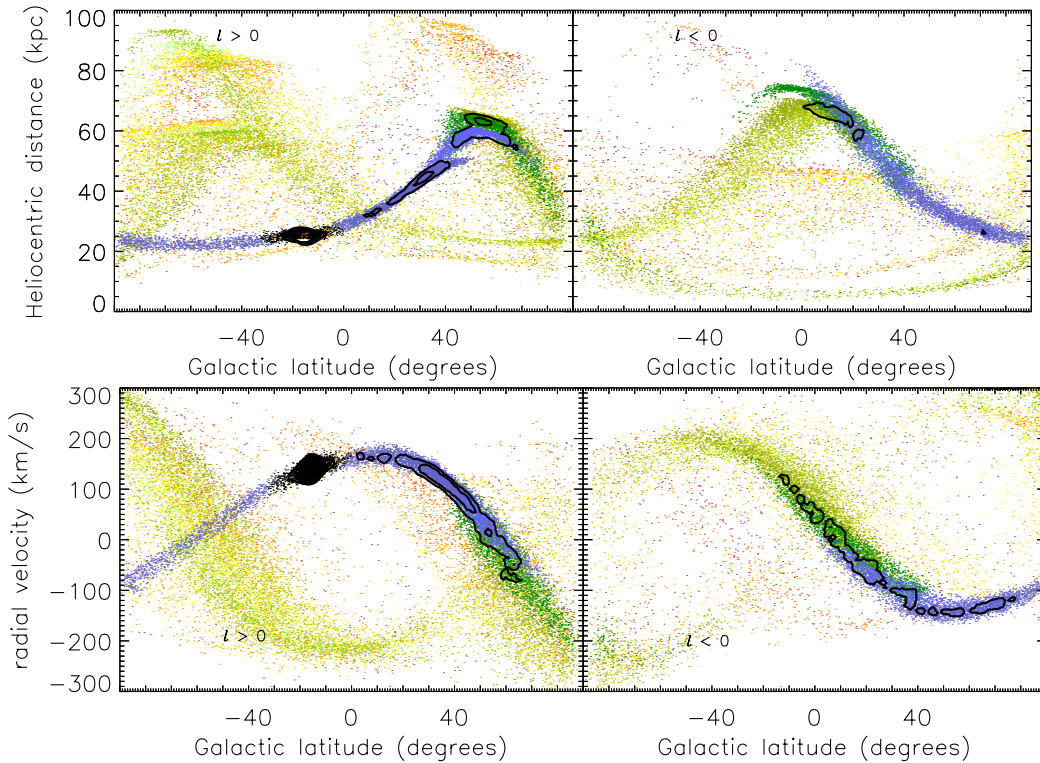 100
80
60
40
20
0
Heliocentric distance (kpc)
l > 0
l < 0
−40 0 40
−40 0 40
Galactic latitude (degrees)
Galactic latitude (degrees)
300
200
100
0
−100
−200
−300
radial velocity (km/s)
l > 0
l < 0
−40 0 40
−40 0 40
Galactic latitude (degrees)
Galactic latitude (degrees)